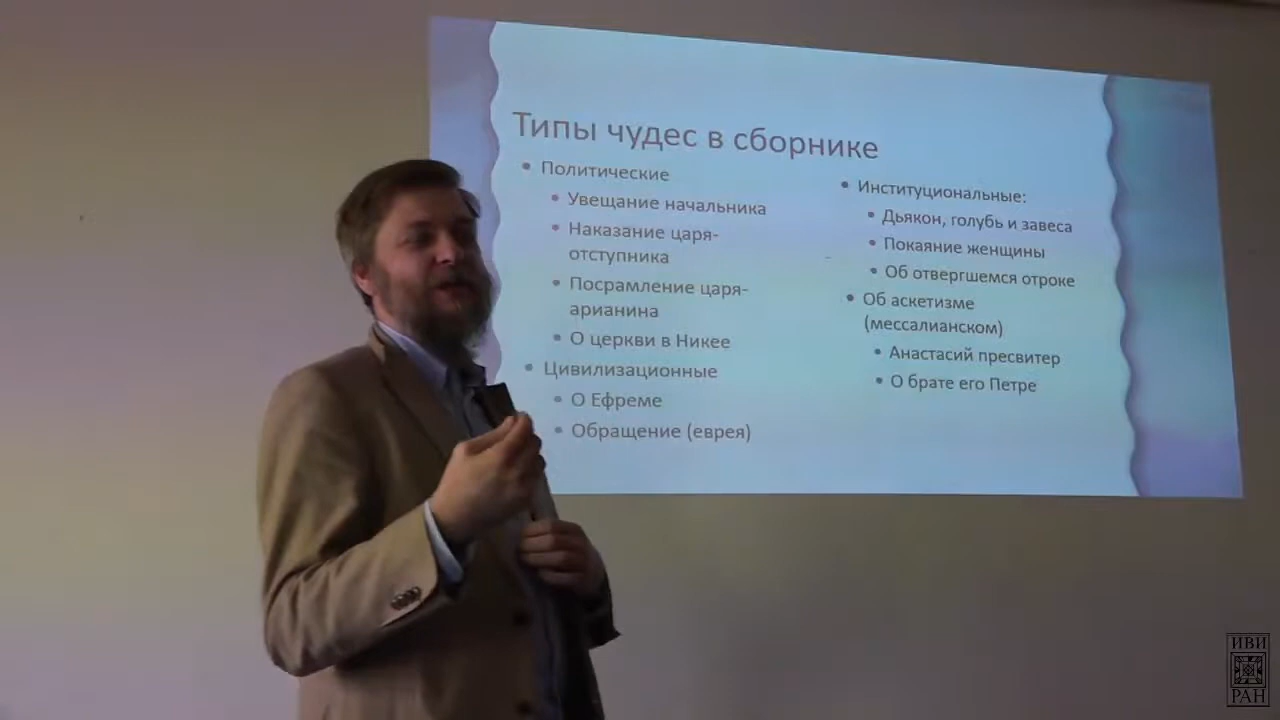 Типы чудес в сборнике
Политические
Увещание начальника
Наказание царя-
отступника
Посрамление царя-
арианина
О церкви в Никее
Цивилизационные
О Ефреме
Обращение (еврея)
Институциональные:
Дьякон, голубь и завеса
Покаяние женщины
Об отвергшемся отроке
Об аскетизме
(мессалианском)
Анастасий пресвитер
О брате его Петре
ИВИ
РАН